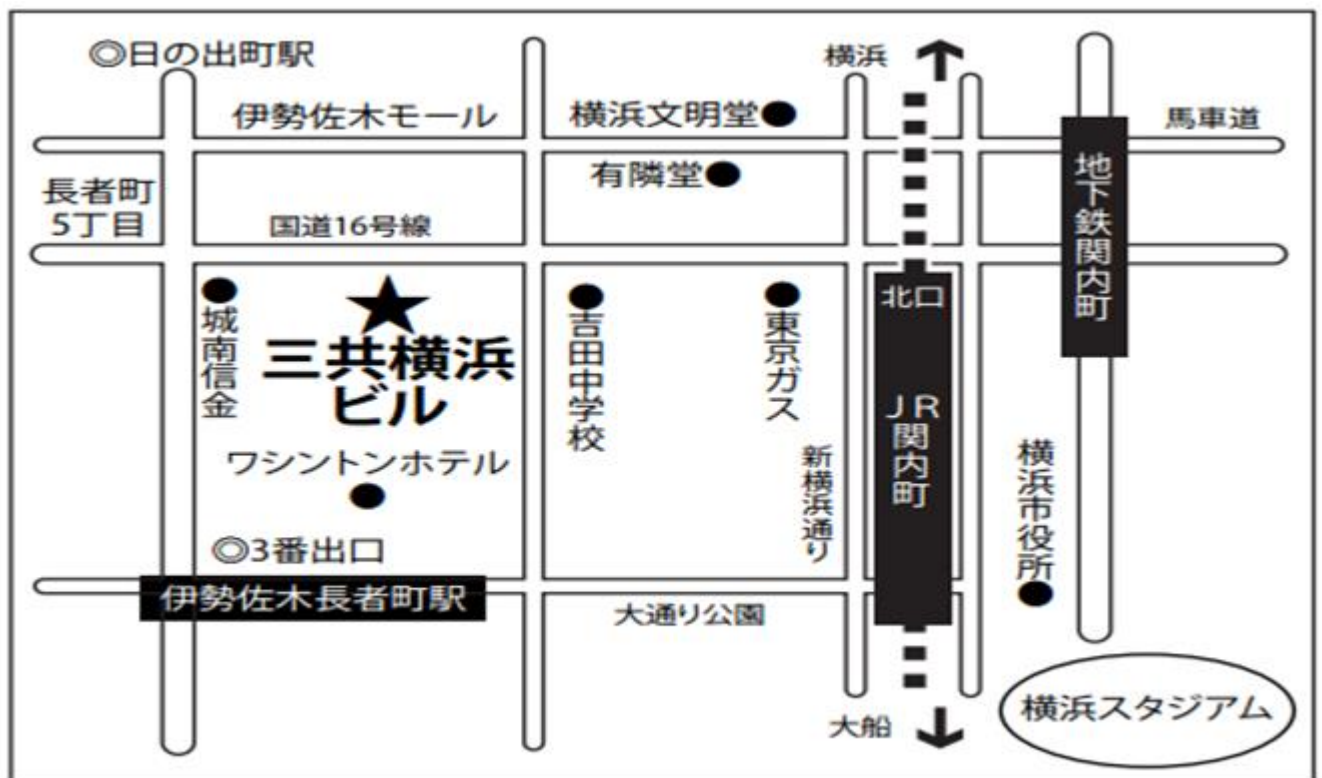 ◎日の出町駅
横浜
伊勢佐木モール
横浜文明堂●
馬車道
有隣堂●
長者町
5丁目
国道16号線
地下鉄関内町
●城南信金
★
三共横浜
ビル
●吉田中学校
●東京ガス
北口
JR関内町
ワシントンホテル
●
新横浜通り
横浜市役所●
◎3番出口
伊勢佐木長者町駅
大通り公園
大船
横浜スタジアム